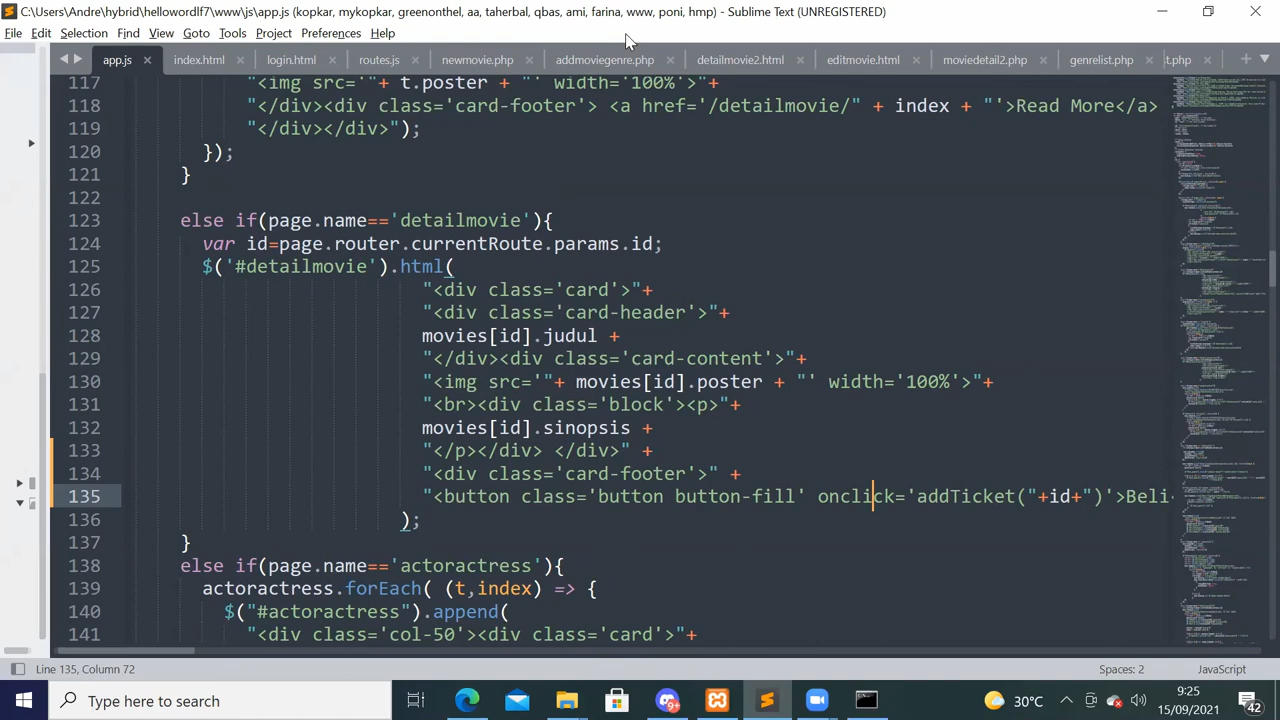 C:\Users\Andre\hybrid\hellowordlf7\www\js\app.js (kopkar, mykopkar, greenothel, aa, taherbal, qbas, ami, farina, www, poni, hmp) - Sublime Text (UNREGISTERED)
File Edit Selection Find View Goto Tools Project Preferences Help
app.js index.html login.html routes.js newmovie.php addmoviegenre.php detailmovie2.html editmovie.html moviedetail2.php genrelist.php t.php
117 "<img src='"+ t.poster + "' width='100%'>"+
118 "</div><div class='card-footer'> <a href='/detailmovie/" + index + "'>Read More</a>
119 "</div></div>");
120 });
121 }
122
123 else if(page.name=='detailmovie'){
124 var id=page.router.currentRoute.params.id;
125 $('#detailmovie').html(
126 "<div class='card'>"+
127 "<div class='card-header'>"+
128 movies[id].judul +
129 "</div><div class='card-content'>"+
130 "<img src='"+ movies[id].poster + "' width='100%'>"+
131 "<br><div class='block'><p>"+
132 movies[id].sinopsis +
133 "</p></div> </div>" +
134 "<div class='card-footer'>" +
135 "<button class='button button-fill' onclick='addTicket("+id+")'>Beli
136 );
137 }
138 else if(page.name=='actoractress'){
139 actoractress.forEach( (t,index) => {
140 $("#actoractress").append(
141 "<div class='col-50'><div class='card'>"+
Line 135, Column 72 Spaces: 2 JavaScript
Type here to search 30°C 9:25
15/09/2021 42